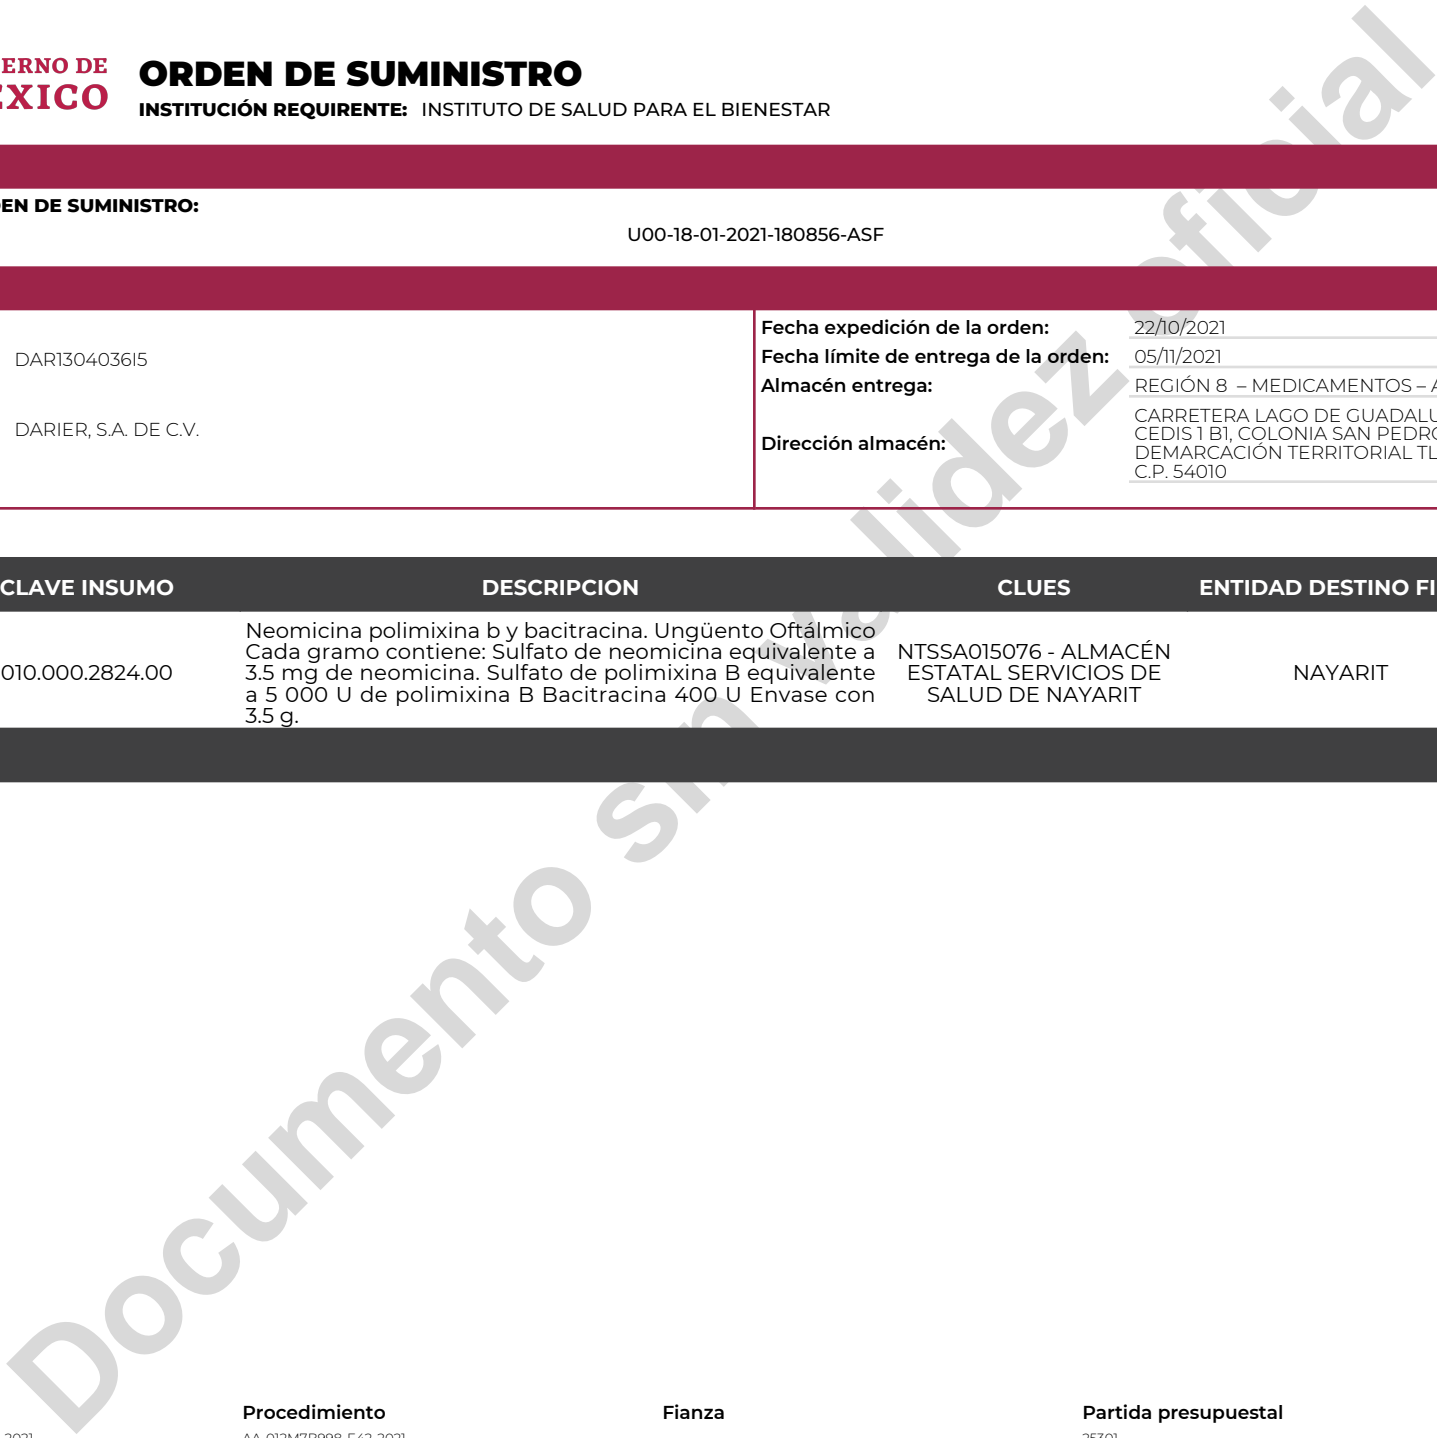 ERNO DE
ÉXICO
ORDEN DE SUMINISTRO
INSTITUCIÓN REQUIRENTE: INSTITUTO DE SALUD PARA EL BIENESTAR
EN DE SUMINISTRO:
U00-18-01-2021-180856-ASF
DAR1304036I5
DARIER, S.A. DE C.V.
Fecha expedición de la orden: 22/10/2021
Fecha límite de entrega de la orden: 05/11/2021
Almacén entrega: REGIÓN 8 – MEDICAMENTOS – A
Dirección almacén:
CARRETERA LAGO DE GUADALU
CEDIS 1 B1, COLONIA SAN PEDRO
DEMARCACIÓN TERRITORIAL TL
C.P. 54010
CLAVE INSUMO DESCRIPCION CLUES ENTIDAD DESTINO FI
010.000.2824.00
Neomicina polimixina b y bacitracina. Ungüento Oftálmico
Cada gramo contiene: Sulfato de neomicina equivalente a
3.5 mg de neomicina. Sulfato de polimixina B equivalente
a 5 000 U de polimixina B Bacitracina 400 U Envase con
3.5 g.
NTSSA015076 - ALMACÉN
ESTATAL SERVICIOS DE
SALUD DE NAYARIT
NAYARIT
Documento sin validez oficial
Procedimiento Fianza Partida presupuestal